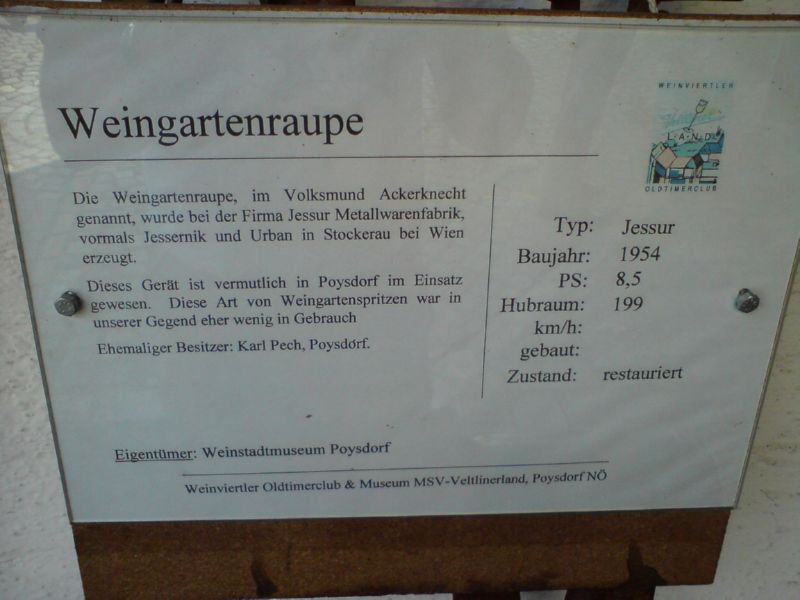 WEINVIERTLER
LAND
OLDTIMERCLUB
Weingartenraupe
Die Weingartenraupe, im Volksmund Ackerknecht
genannt, wurde bei der Firma Jessur Metallwarenfabrik,
vormals Jessernik und Urban in Stockerau bei Wien
erzeugt.
Dieses Gerät ist vermutlich in Poysdorf im Einsatz
gewesen. Diese Art von Weingartenspritzen war in
unserer Gegend eher wenig in Gebrauch
Ehemaliger Besitzer: Karl Pech, Poysdorf.
Typ: Jessur
Baujahr: 1954
PS: 8,5
Hubraum: 199
km/h:
gebaut:
Zustand: restauriert
Eigentümer: Weinstadtmuseum Poysdorf
Weinviertler Oldtimerclub & Museum MSV-Veltlinerland, Poysdorf NÖ